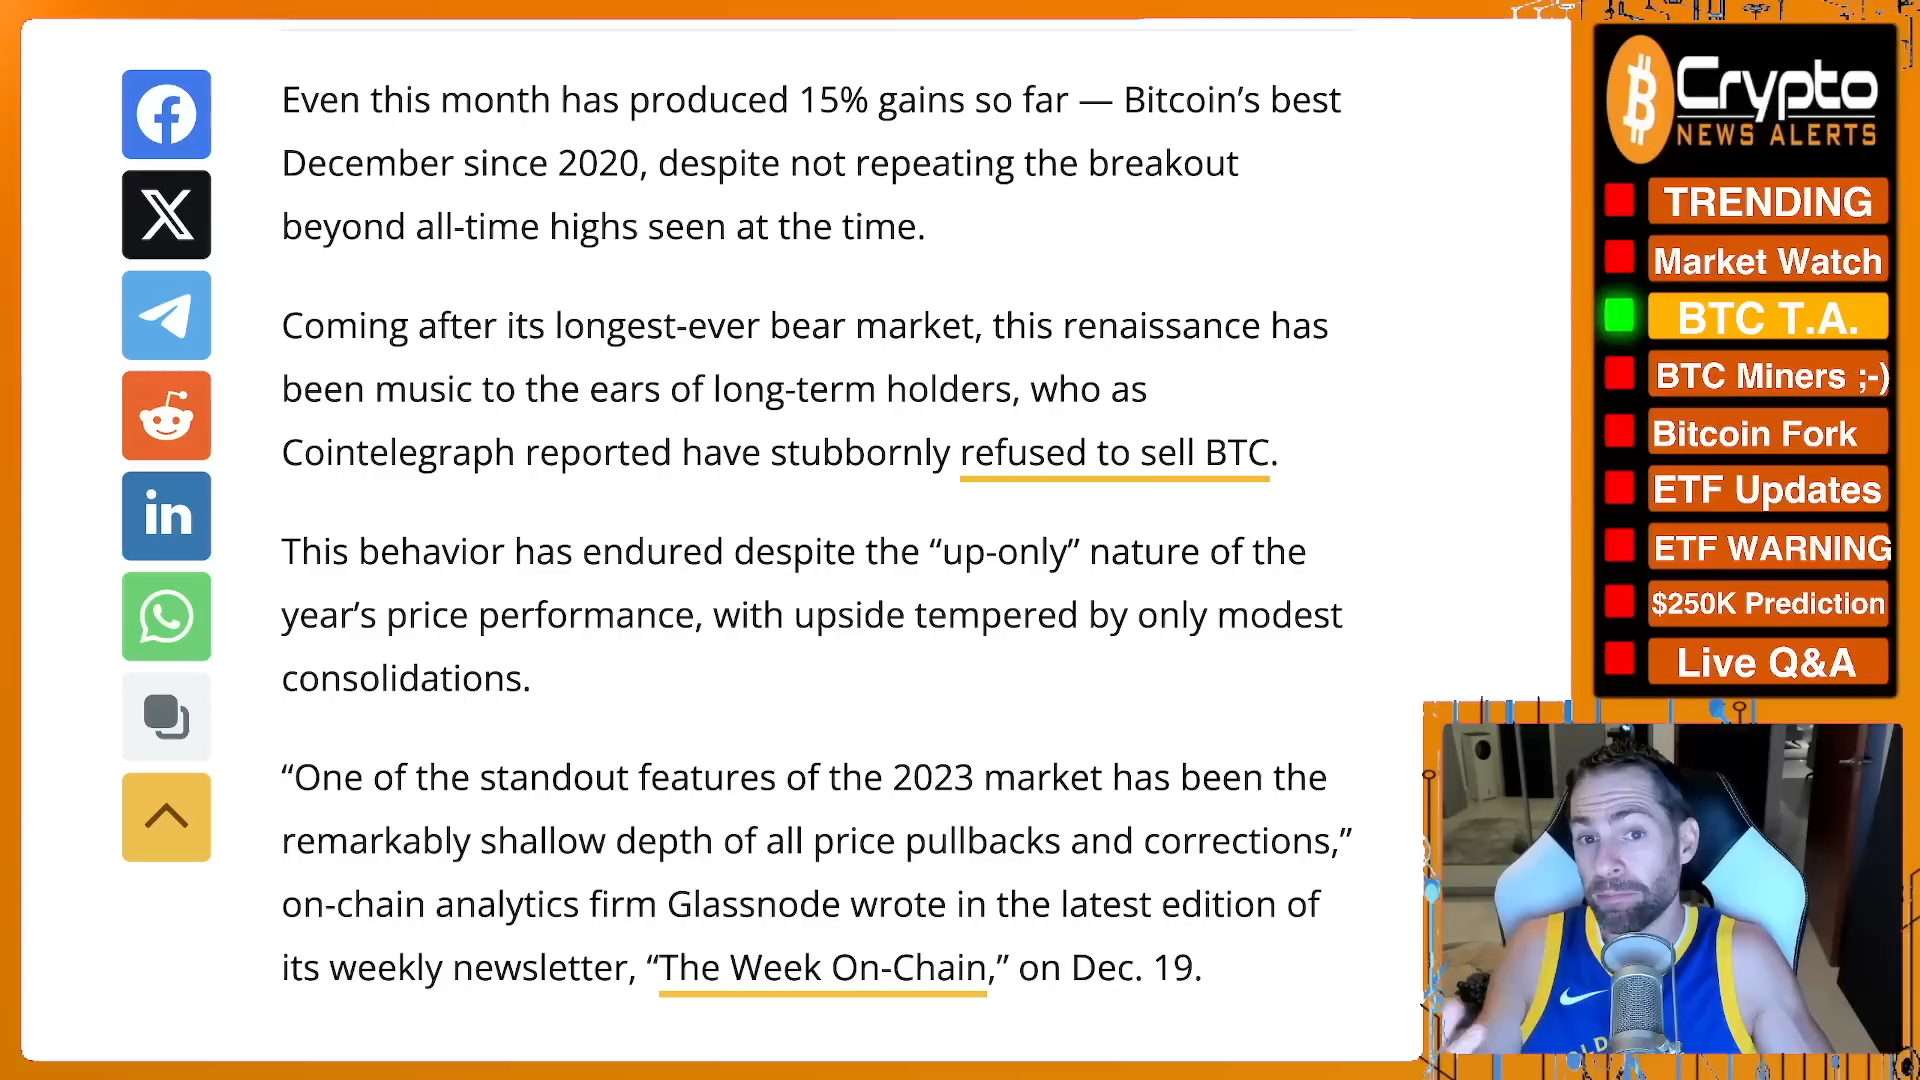 Even this month has produced 15% gains so far — Bitcoin’s best
December since 2020, despite not repeating the breakout
beyond all-time highs seen at the time.
Coming after its longest-ever bear market, this renaissance has
been music to the ears of long-term holders, who as
Cointelegraph reported have stubbornly refused to sell BTC.
This behavior has endured despite the “up-only” nature of the
year’s price performance, with upside tempered by only modest
consolidations.
“One of the standout features of the 2023 market has been the
remarkably shallow depth of all price pullbacks and corrections,”
on-chain analytics firm Glassnode wrote in the latest edition of
its weekly newsletter, “The Week On-Chain,” on Dec. 19.
in
Crypto
NEWS ALERTS
TRENDING
Market Watch
BTC T.A.
BTC Miners ;-)
Bitcoin Fork
ETF Updates
ETF WARNING
$250K Prediction
Live Q&A